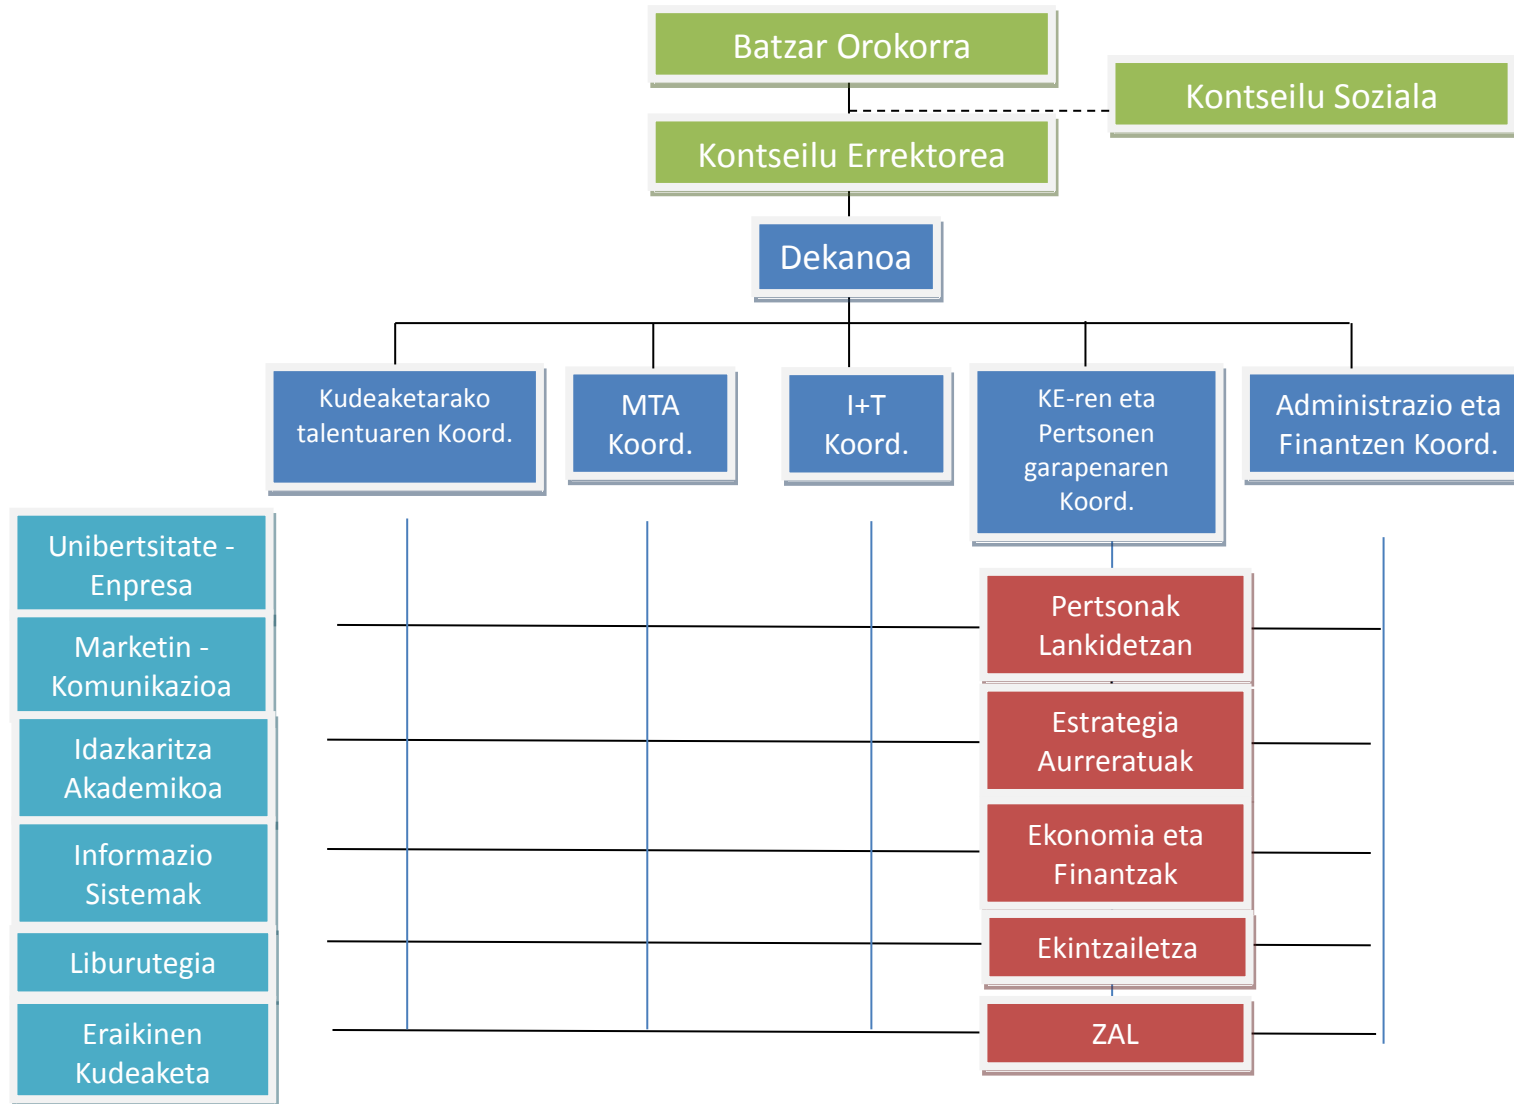 Batzar Orokorra
Kontseilu Soziala
Kontseilu Errektorea
Dekanoa
Kudeaketarako
talentuaren Koord.
MTA
Koord.
I+T
Koord.
KE-ren eta
Pertsonen
garapenaren
Koord.
Administrazio eta
Finantzen Koord.
Unibertsitate -
Enpresa
Marketin -
Komunikazioa
Idazkaritza
Akademikoa
Informazio
Sistemak
Liburutegia
Eraikinen
Kudeaketa
Pertsonak
Lankidetzan
Estrategia
Aurreratuak
Ekonomia eta
Finantzak
Ekintzailetza
ZAL